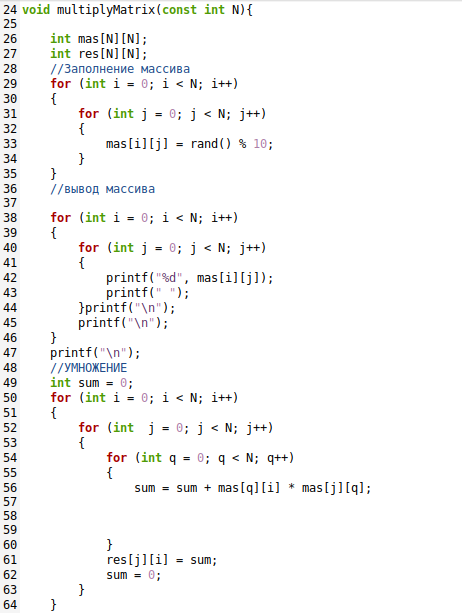 24 void multiplyMatrix(const int N){
25
26     int mas[N][N];
27     int res[N][N];
28     //Заполнение массива
29     for (int i = 0; i < N; i++)
30     {
31         for (int j = 0; j < N; j++)
32         {
33             mas[i][j] = rand() % 10;
34         }
35     }
36     //вывод массива
37
38     for (int i = 0; i < N; i++)
39     {
40         for (int j = 0; j < N; j++)
41         {
42             printf("%d", mas[i][j]);
43             printf(" ");
44         }printf("\n");
45         printf("\n");
46     }
47     printf("\n");
48     //УМНОЖЕНИЕ
49     int sum = 0;
50     for (int i = 0; i < N; i++)
51     {
52         for (int  j = 0; j < N; j++)
53         {
54             for (int q = 0; q < N; q++)
55             {
56                 sum = sum + mas[q][i] * mas[j][q];
57
58
59
60             }
61             res[j][i] = sum;
62             sum = 0;
63         }
64     }